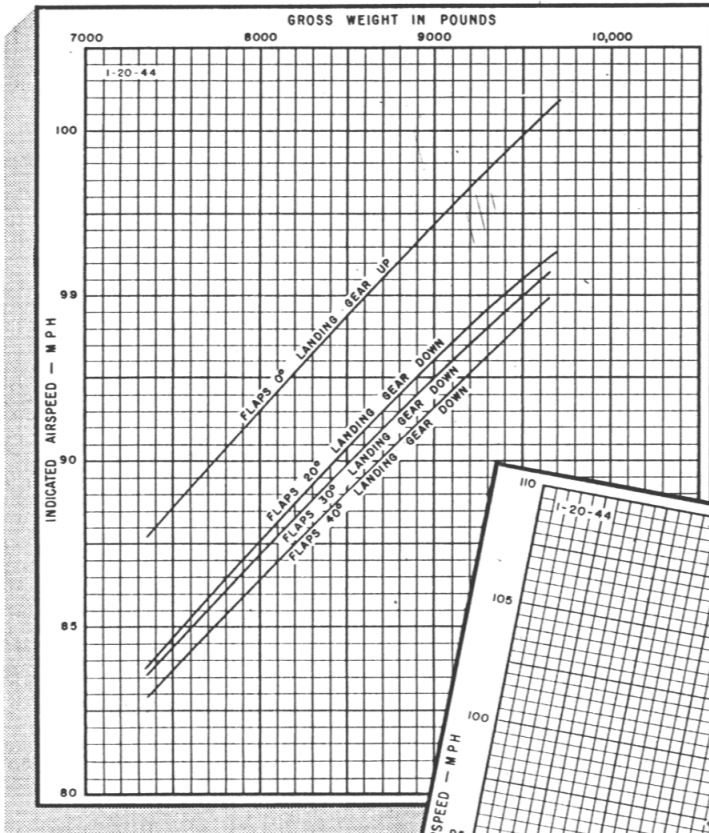 GROSS WEIGHT IN POUNDS
7000 8000 9000 10,000
1-20-44
100
99
90
85
80
INDICATED AIRSPEED — MPH
FLAPS 0° LANDING GEAR UP
FLAPS 20° LANDING GEAR DOWN
FLAPS 30° LANDING GEAR DOWN
FLAPS 40° LANDING GEAR DOWN
110
1-20-44
105
100
SPEED — MPH